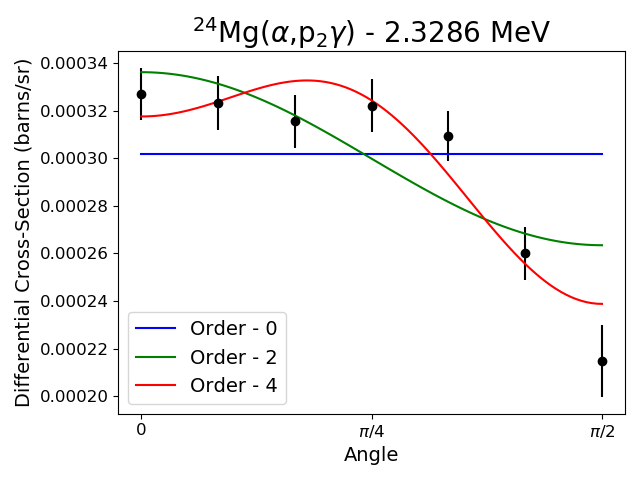 ²⁴Mg(α,p₂γ) - 2.3286 MeV
Differential Cross-Section (barns/sr)
0.00034
0.00032
0.00030
0.00028
0.00026
0.00024
0.00022
0.00020
Order - 0
Order - 2
Order - 4
0 π/4 π/2
Angle